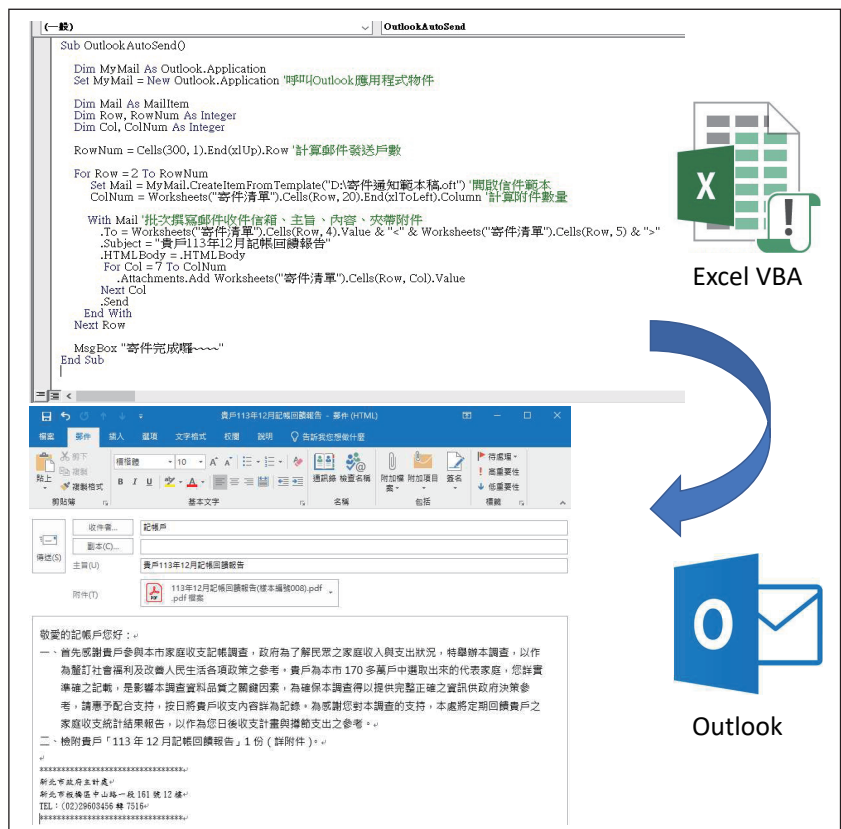 (一般)
OutlookAutoSend
Sub OutlookAutoSend()
Dim MyMail As Outlook.Application
Set MyMail = New Outlook.Application '呼叫Outlook應用程式物件
Dim Mail As MailItem
Dim Row, RowNum As Integer
Dim Col, ColNum As Integer
RowNum = Cells(300, 1).End(xlUp).Row '計算郵件發送戶數
For Row = 2 To RowNum
Set Mail = MyMail.CreateItemFromTemplate("D:\寄件通知範本稿.oft") '開啟信件範本
ColNum = Worksheets("寄件清單").Cells(Row, 20).End(xlToLeft).Column '計算附件數量
With Mail '批次撰寫郵件收件信箱、主旨、內容、夾帶附件
.To = Worksheets("寄件清單").Cells(Row, 4).Value & "<" & Worksheets("寄件清單").Cells(Row, 5) & ">"
.Subject = "貴戶113年12月記帳回饋報告"
.HTMLBody = .HTMLBody
For Col = 7 To ColNum
.Attachments.Add Worksheets("寄件清單").Cells(Row, Col).Value
Next Col
.Send
End With
Next Row
MsgBox "寄件完成囉~~~~"
End Sub
X
Excel VBA
貴戶113年12月記帳回饋報告 - 郵件 (HTML)
檔案 郵件 插入 選項 文字格式 校閱 說明 告訴我您想做什麼
貼上 剪下 複製 複製格式
標楷體 10
B I U
通訊錄 檢查名稱
附加檔案 附加項目 簽名
待處理 高重要性 低重要性
剪貼簿 基本文字 名稱 包括 標籤
傳送(S)
收件者... 記帳戶
副本(C)...
主旨(U) 貴戶113年12月記帳回饋報告
附件(T) 113年12月記帳回饋報告(樣本編號008).pdf
.pdf 檔案
敬愛的記帳戶您好：
一、首先感謝貴戶參與本市家庭收支記帳調查，政府為了解民眾之家庭收入與支出狀況，特舉辦本調查，以作
為釐訂社會福利及改善人民生活各項政策之參考。貴戶為本市 170 多萬戶中選取出來的代表家庭，您詳實
準確之記載，是影響本調查資料品質之關鍵因素，為確保本調查得以提供完整正確之資訊供政府決策參
考，請惠予配合支持，按日將貴戶收支內容詳為記錄。為感謝您對本調查的支持，本處將定期回饋貴戶之
家庭收支統計結果報告，以作為您日後收支計畫與撙節支出之參考。
二、檢附貴戶「113 年 12 月記帳回饋報告」1 份 ( 詳附件 )。
**********************************
新北市政府主計處
新北市板橋區中山路一段 161 號 12 樓
TEL：(02)29603456 轉 7516
**********************************
O
Outlook